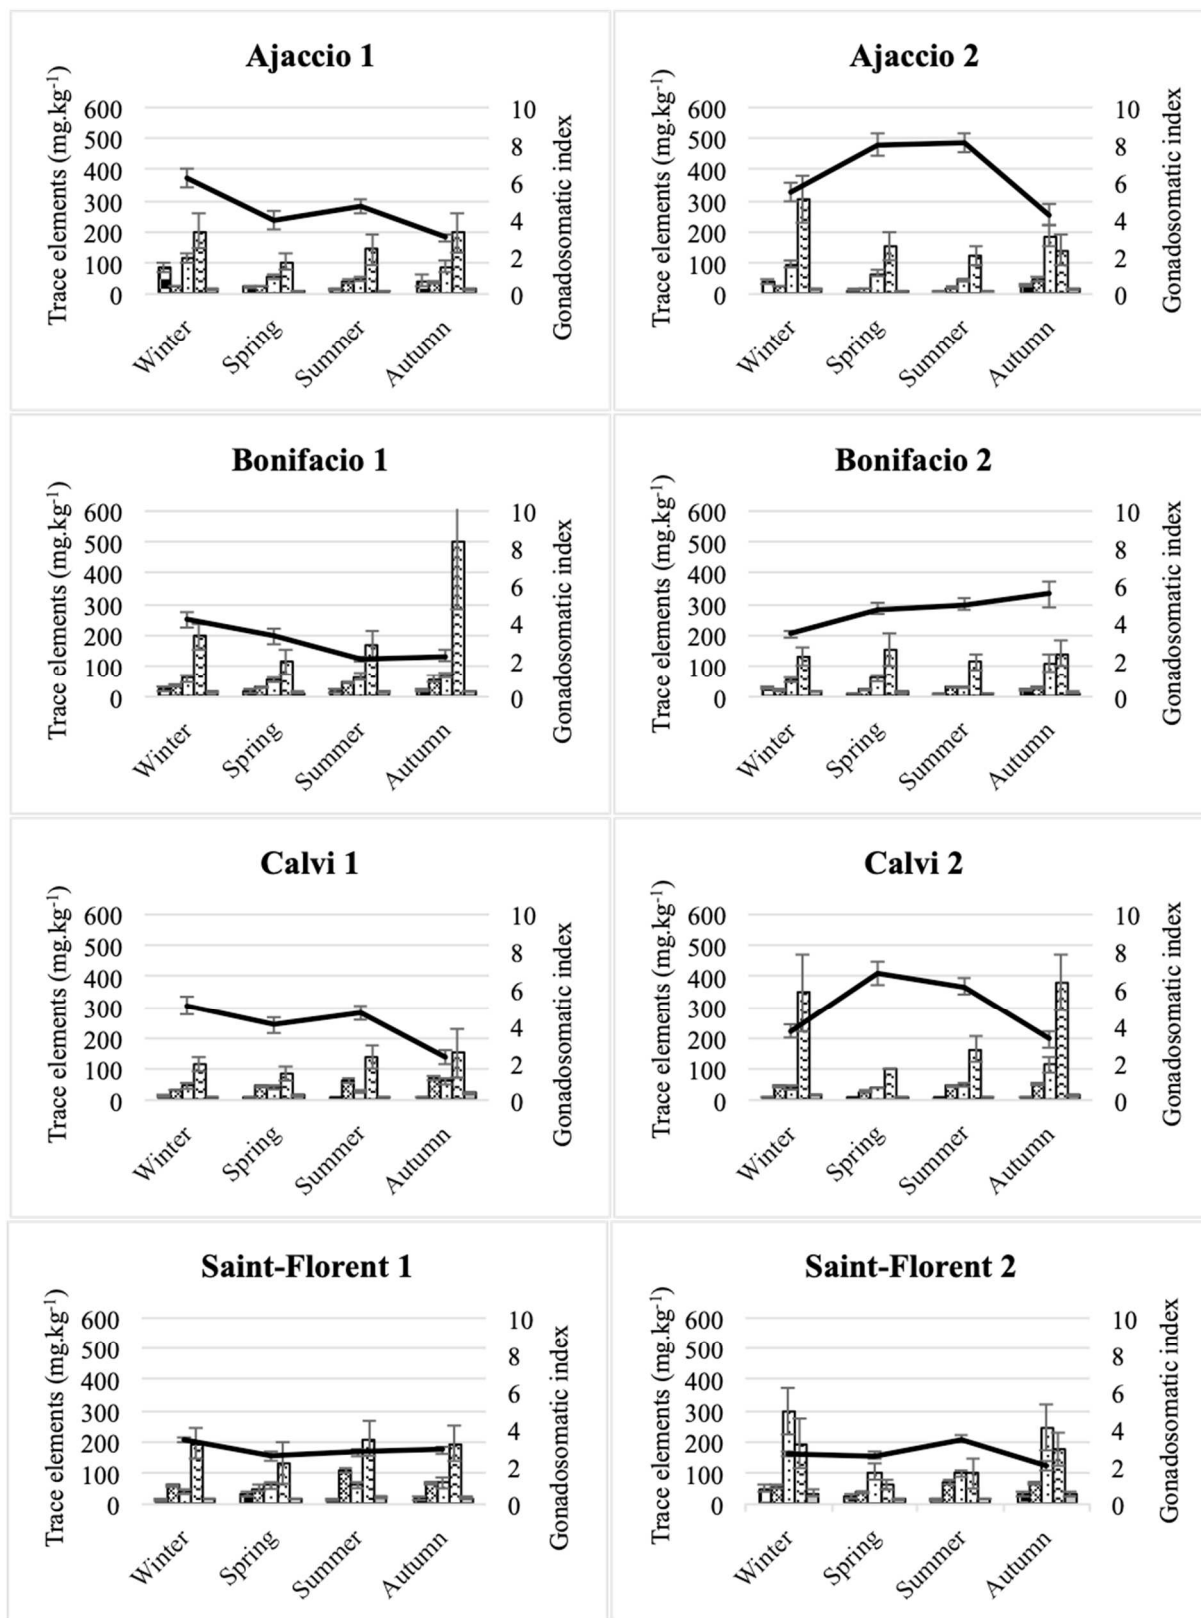 Ajaccio 1
Trace elements (mg.kg-1)
600
500
400
300
200
100
0
10
8
6
4
2
0
Gonadosomatic index
Winter
Spring
Summer
Autumn
Ajaccio 2
Trace elements (mg.kg-1)
600
500
400
300
200
100
0
10
8
6
4
2
0
Gonadosomatic index
Winter
Spring
Summer
Autumn
Bonifacio 1
Trace elements (mg.kg-1)
600
500
400
300
200
100
0
10
8
6
4
2
0
Gonadosomatic index
Winter
Spring
Summer
Autumn
Bonifacio 2
Trace elements (mg.kg-1)
600
500
400
300
200
100
0
10
8
6
4
2
0
Gonadosomatic index
Winter
Spring
Summer
Autumn
Calvi 1
Trace elements (mg.kg-1)
600
500
400
300
200
100
0
10
8
6
4
2
0
Gonadosomatic index
Winter
Spring
Summer
Autumn
Calvi 2
Trace elements (mg.kg-1)
600
500
400
300
200
100
0
10
8
6
4
2
0
Gonadosomatic index
Winter
Spring
Summer
Autumn
Saint-Florent 1
Trace elements (mg.kg-1)
600
500
400
300
200
100
0
10
8
6
4
2
0
Gonadosomatic index
Winter
Spring
Summer
Autumn
Saint-Florent 2
Trace elements (mg.kg-1)
600
500
400
300
200
100
0
10
8
6
4
2
0
Gonadosomatic index
Winter
Spring
Summer
Autumn